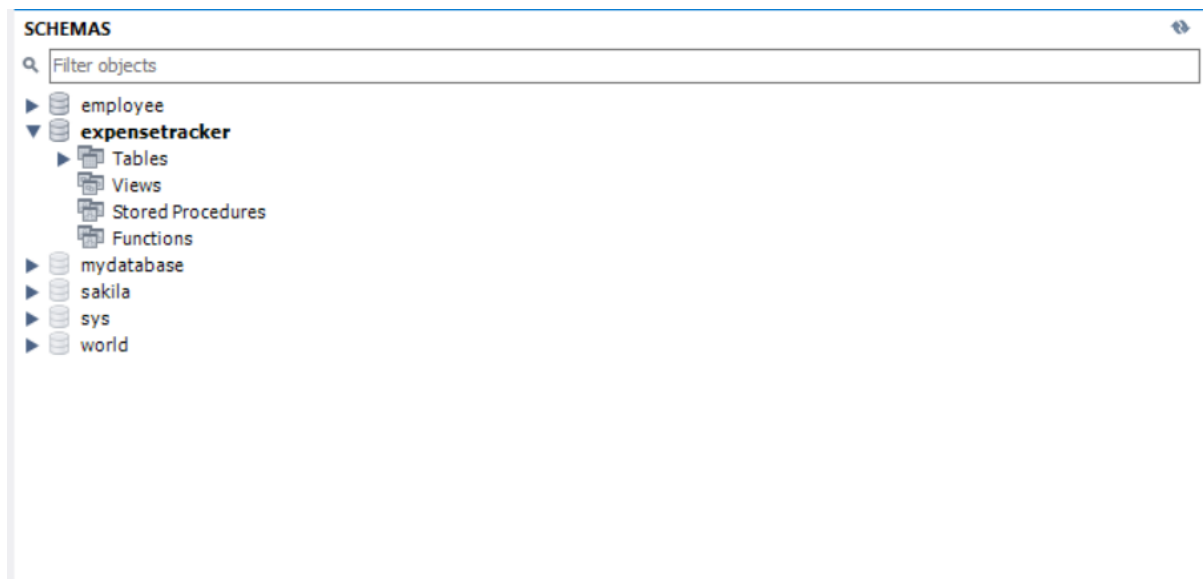 SCHEMAS
Filter objects
employee
expensetracker
Tables
Views
Stored Procedures
Functions
mydatabase
sakila
sys
world